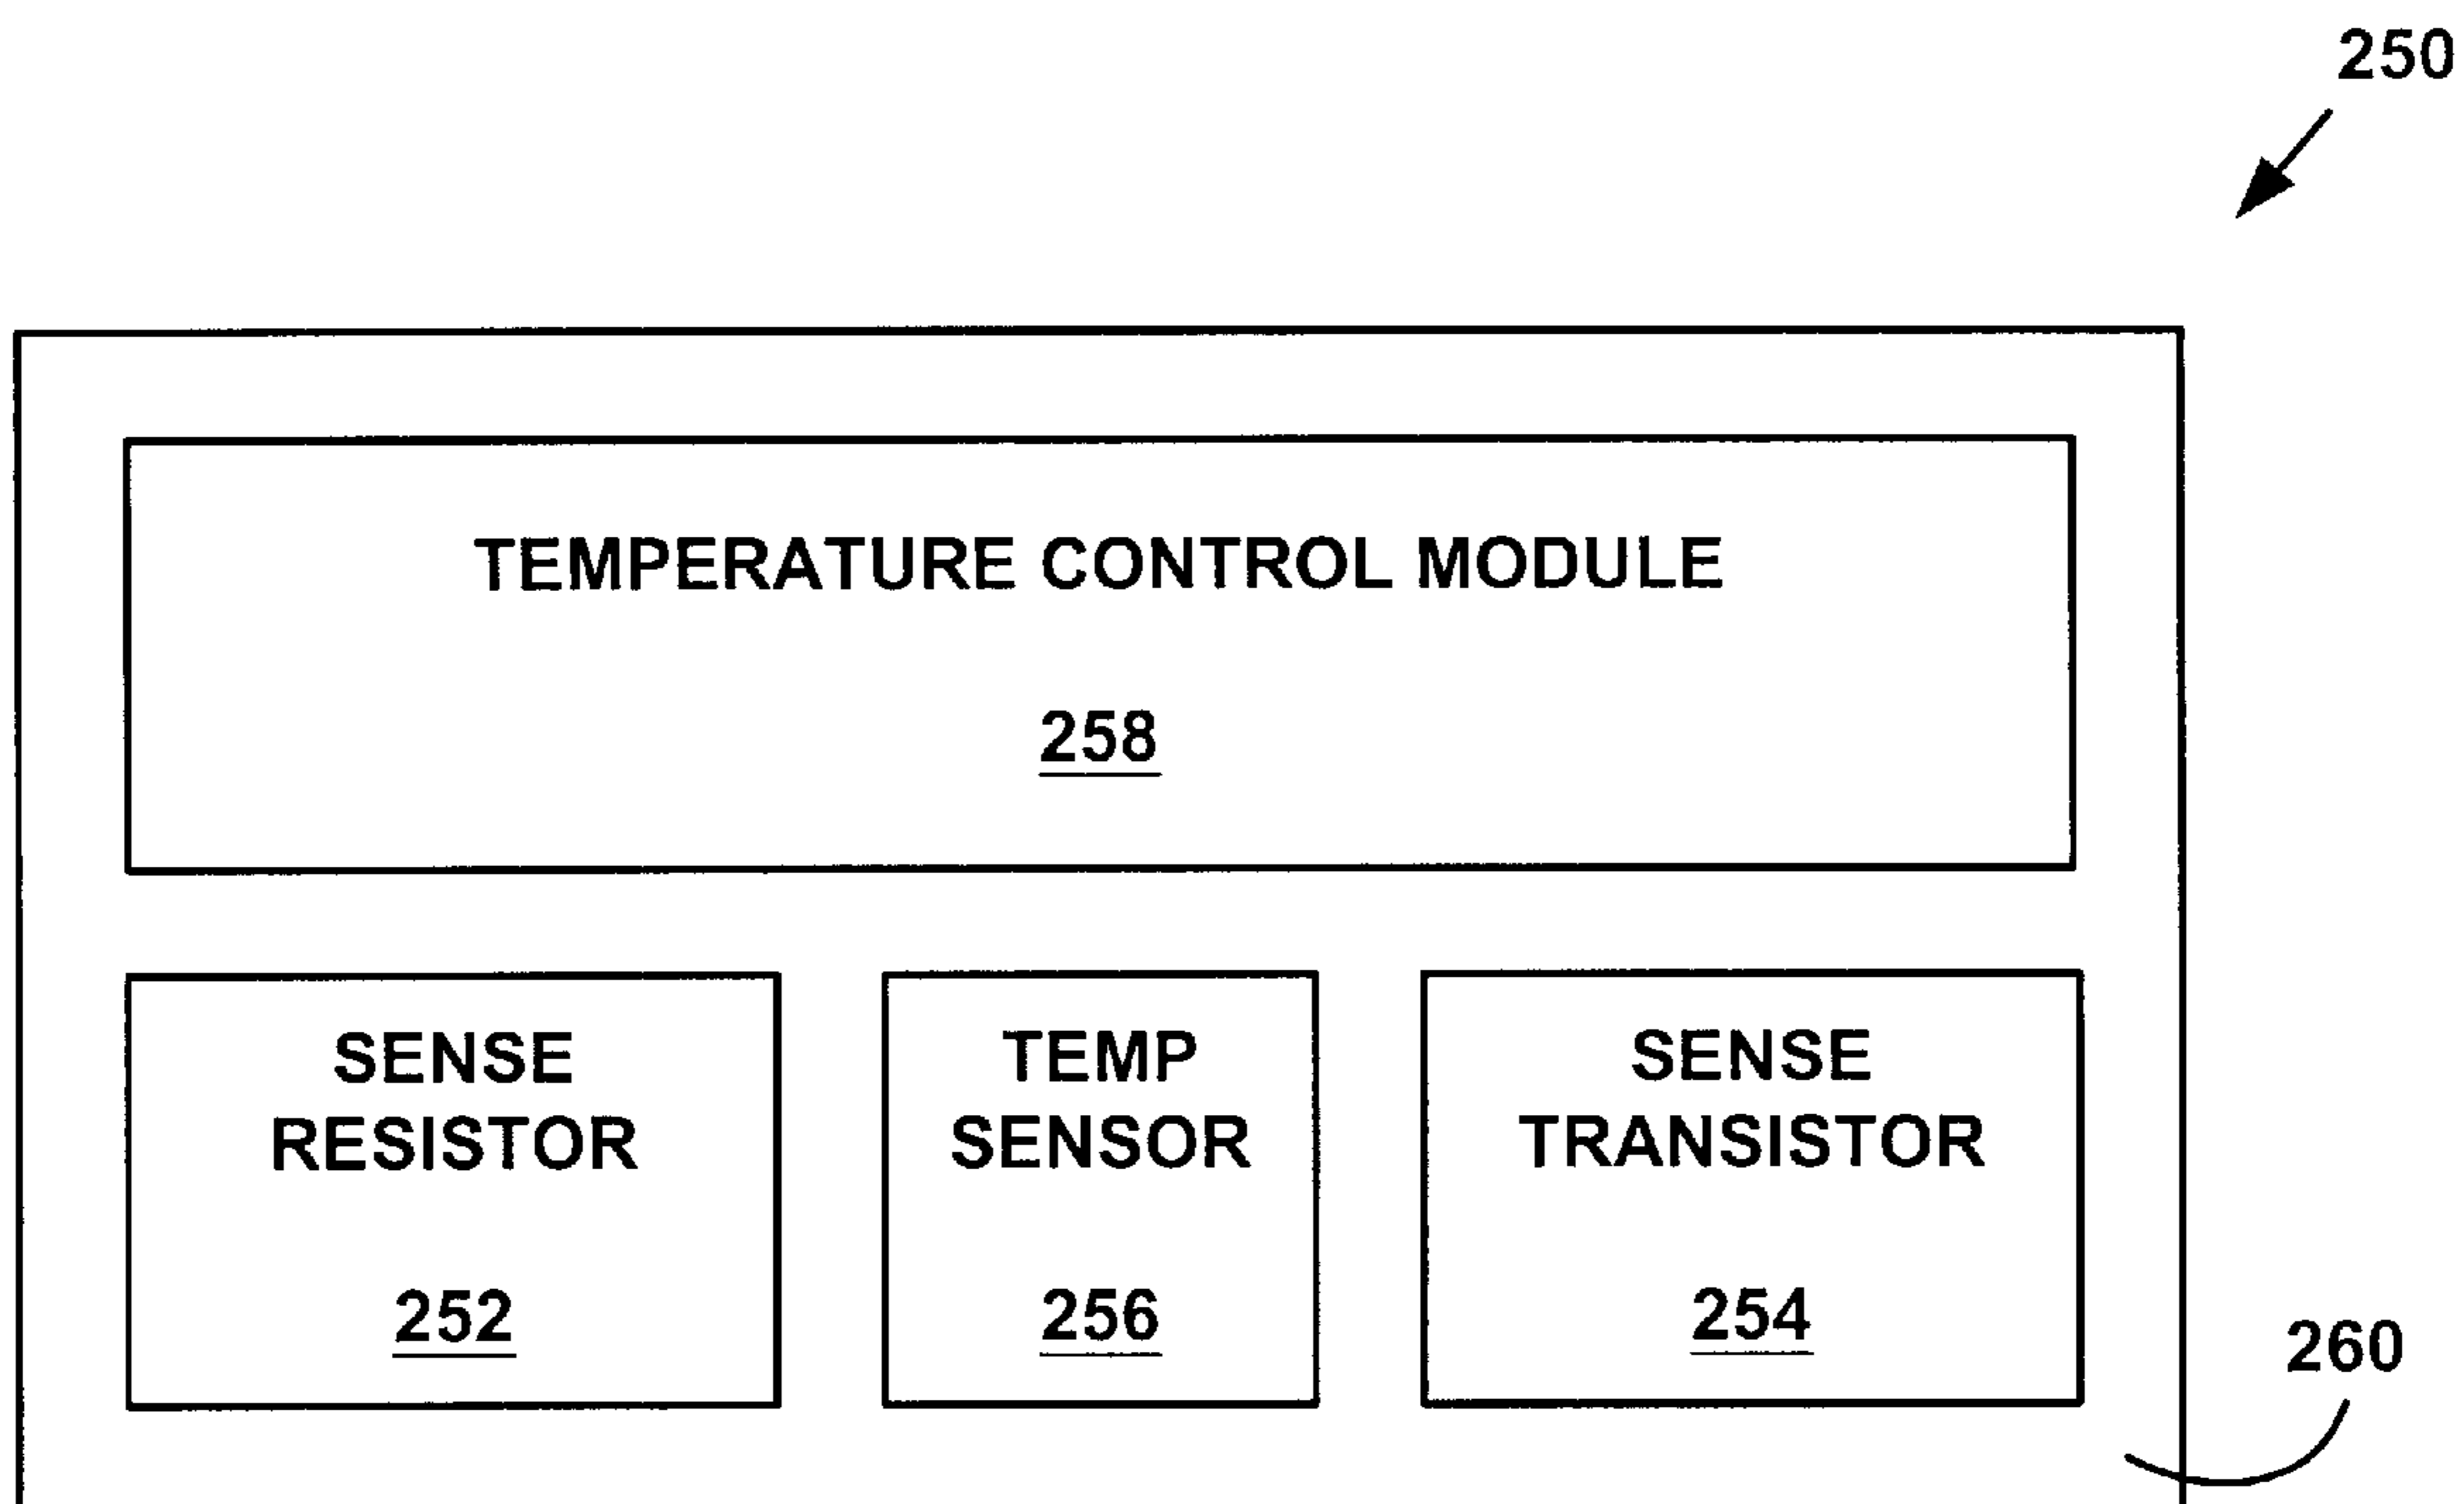 250
TEMPERATURE CONTROL MODULE
258
SENSE
RESISTOR
252
TEMP
SENSOR
256
SENSE
TRANSISTOR
254
260